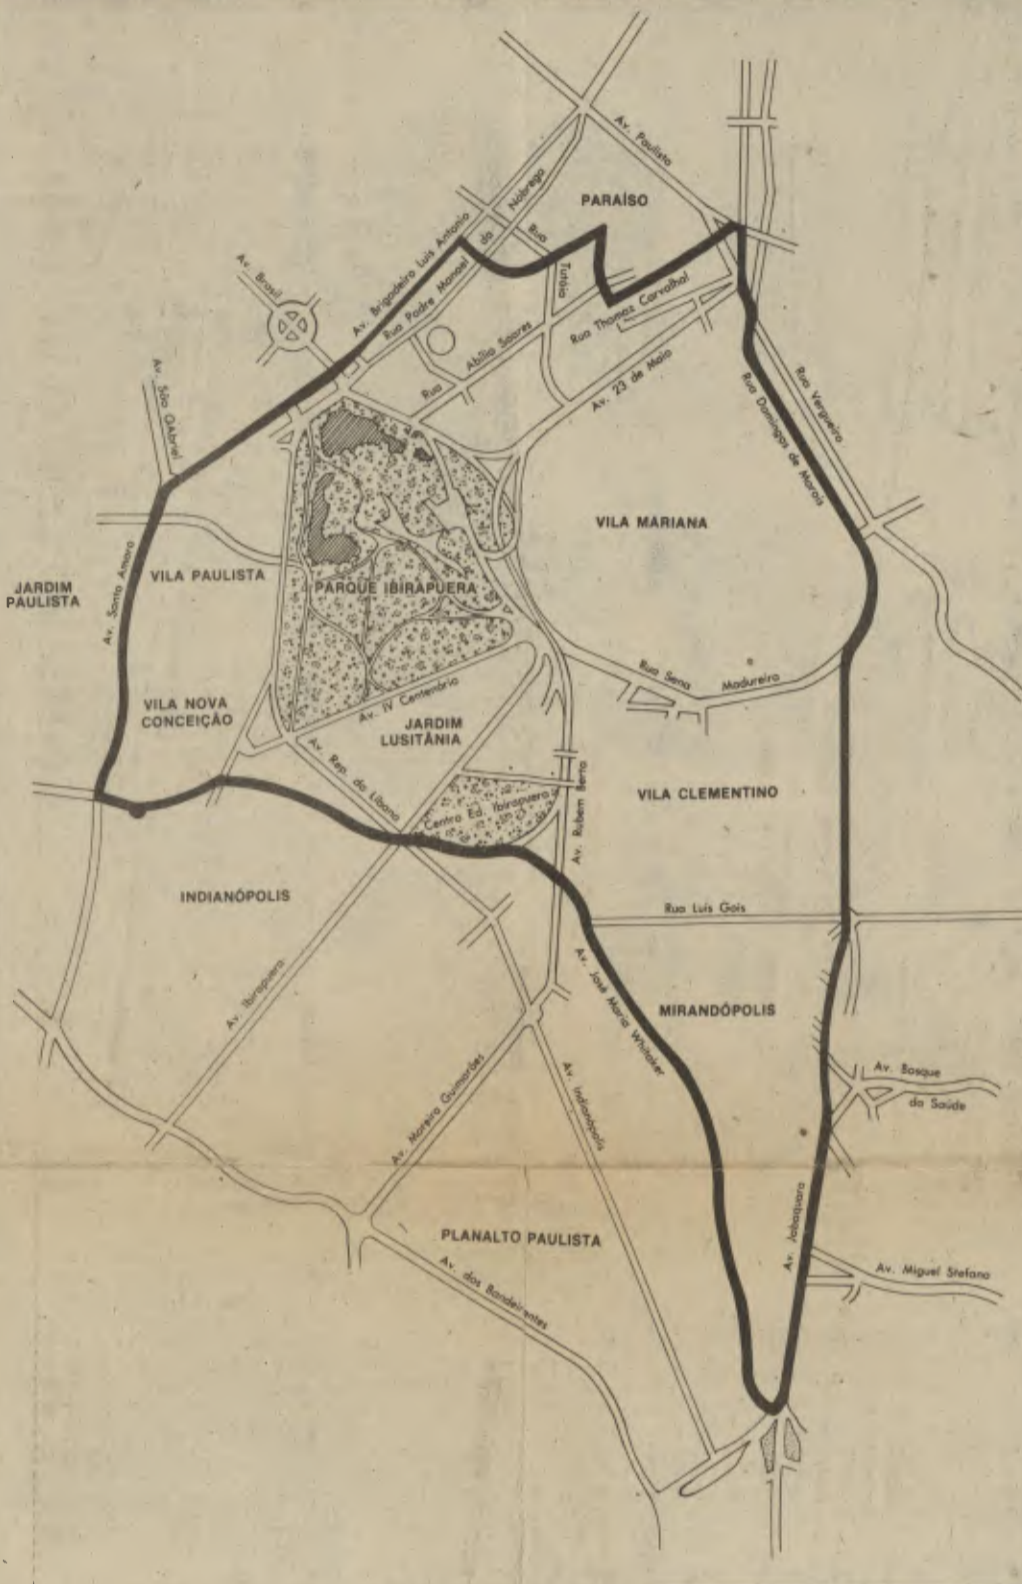 Av. Paulista
PARAÍSO
Av. Brigadeiro Luis Antonio
Rua Padre Manoel da Nóbrega
Rua Tutóia
Av. Brasil
Rua Abílio Soares
Rua Thomaz Carvalhal
Av. 23 de Maio
Av. São GAbriel
Rua Domingos de Morais
Rua Vergueiro
VILA MARIANA
JARDIM
PAULISTA
Av. Santo Amaro
VILA PAULISTA
PARQUE IBIRAPUERA
Rua Sena Madureira
VILA NOVA
CONCEIÇÃO
Av. IV Centenário
JARDIM
LUSITÂNIA
Av. Rep. do Líbano
Centro Ed. Ibirapuera
Av. Rubem Berta
VILA CLEMENTINO
INDIANÓPOLIS
Rua Luís Gois
Av. Ibirapuera
Av. José Maria Whitaker
MIRANDÓPOLIS
Av. Bosque
da Saúde
Av. Moreira Guimarães
Av. Indianópolis
Av. Jabaquara
PLANALTO PAULISTA
Av. dos Bandeirantes
Av. Miguel Stefano